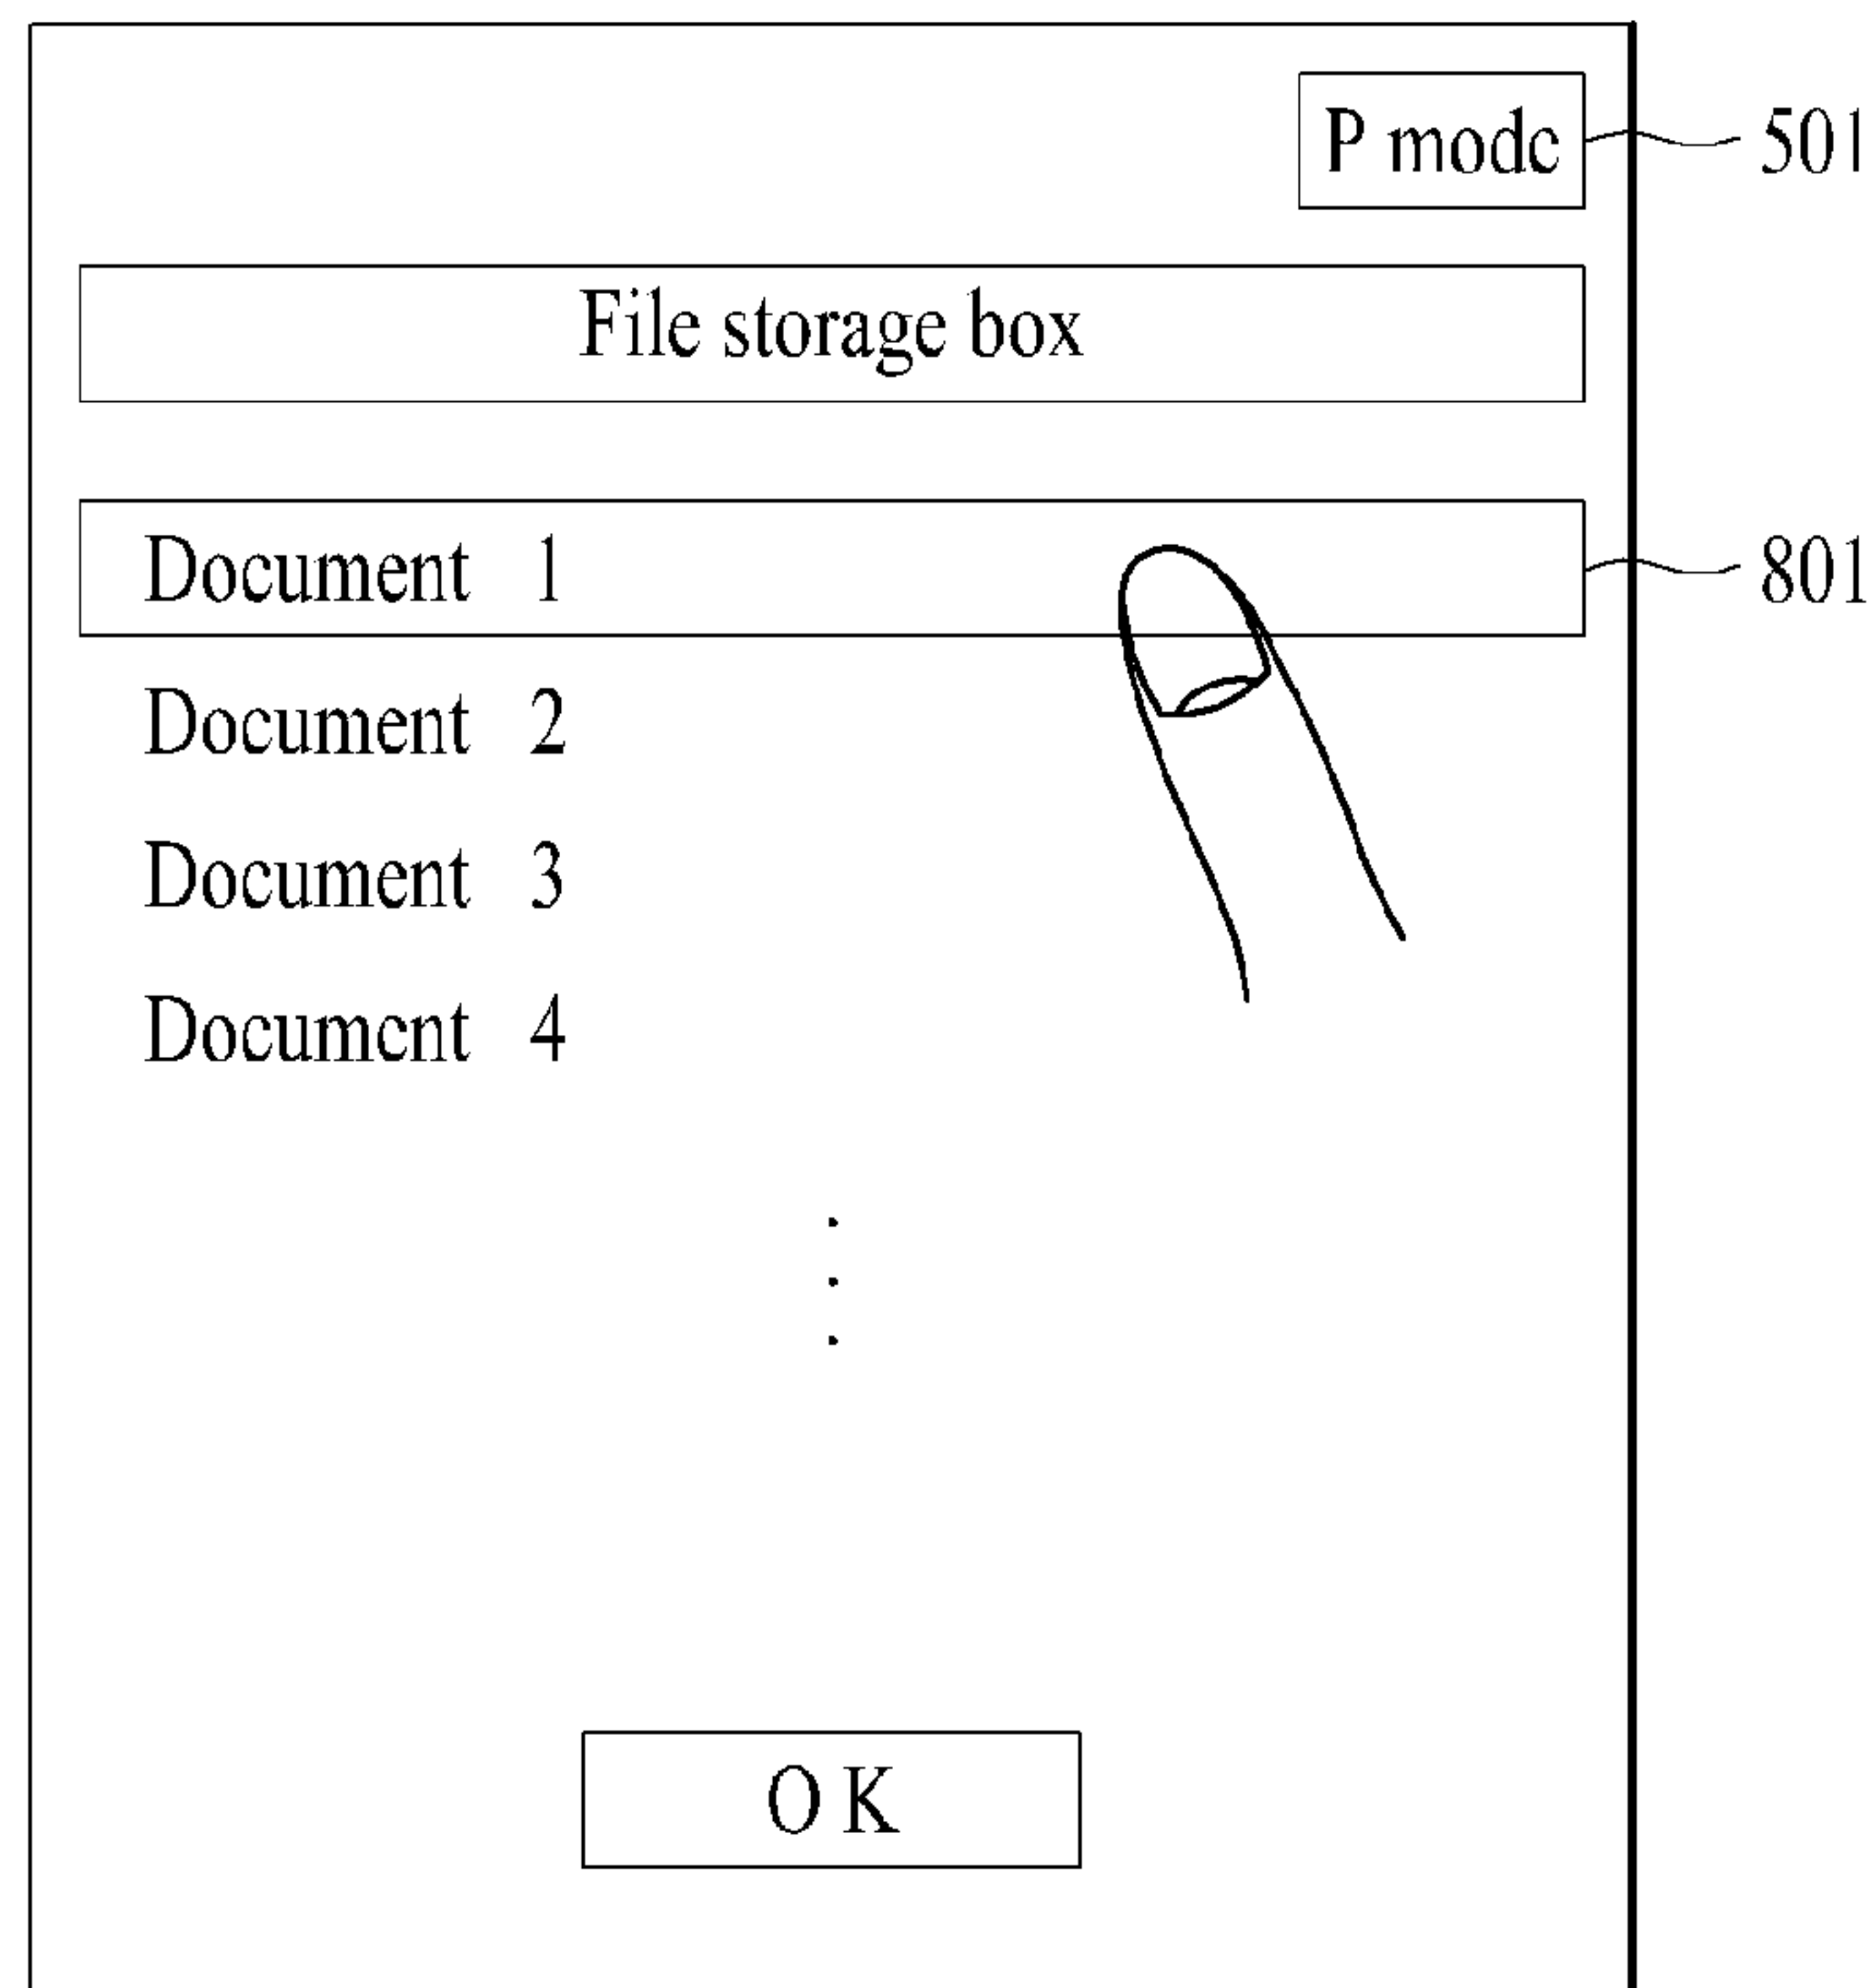 P mode 501
File storage box
Document 1 801
Document 2
Document 3
Document 4
OK